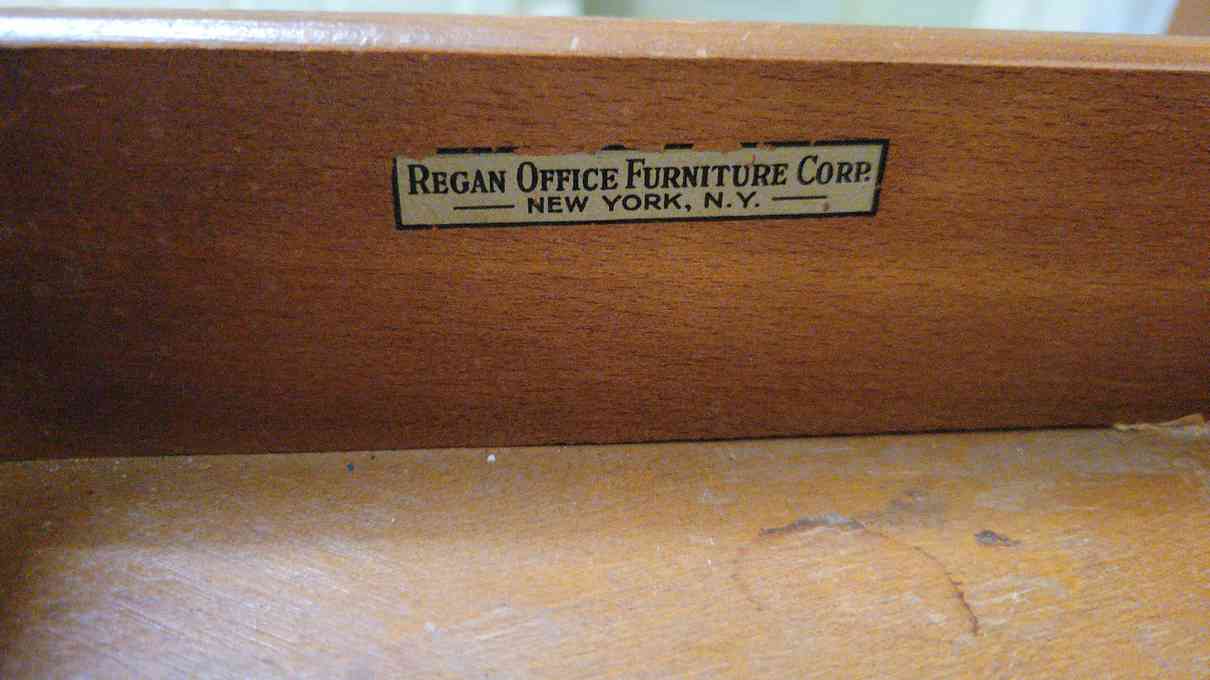 REGAN OFFICE FURNITURE CORP.
NEW YORK, N.Y.